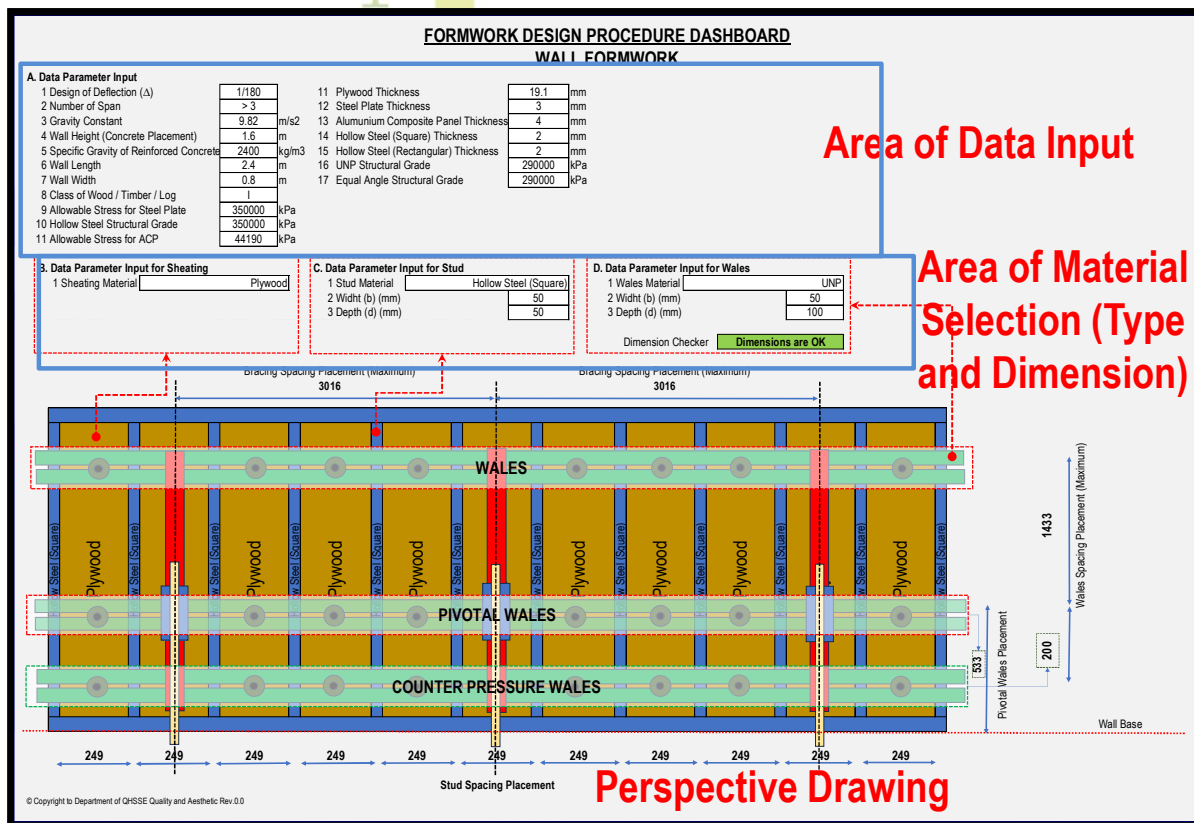 FORMWORK DESIGN PROCEDURE DASHBOARD
WALL FORMWORK
A. Data Parameter Input
1 Design of Deflection (Δ) 1/180
2 Number of Span > 3
3 Gravity Constant 9.82 m/s2
4 Wall Height (Concrete Placement) 1.6 m
5 Specific Gravity of Reinforced Concrete 2400 kg/m3
6 Wall Length 2.4 m
7 Wall Width 0.8 m
8 Class of Wood / Timber / Log I
9 Allowable Stress for Steel Plate 350000 kPa
10 Hollow Steel Structural Grade 350000 kPa
11 Allowable Stress for ACP 44190 kPa
11 Plywood Thickness 19.1 mm
12 Steel Plate Thickness 3 mm
13 Alumunium Composite Panel Thickness 4 mm
14 Hollow Steel (Square) Thickness 2 mm
15 Hollow Steel (Rectangular) Thickness 2 mm
16 UNP Structural Grade 290000 kPa
17 Equal Angle Structural Grade 290000 kPa
Area of Data Input
B. Data Parameter Input for Sheating
1 Sheating Material Plywood
C. Data Parameter Input for Stud
1 Stud Material Hollow Steel (Square)
2 Widht (b) (mm) 50
3 Depth (d) (mm) 50
D. Data Parameter Input for Wales
1 Wales Material UNP
2 Widht (b) (mm) 50
3 Depth (d) (mm) 100
Dimension Checker Dimensions are OK
Area of Material
Selection (Type
and Dimension)
Bracing Spacing Placement (Maximum)
Bracing Spacing Placement (Maximum)
3016
3016
WALES
Plywood
Plywood
Plywood
Plywood
Plywood
Plywood
Plywood
Plywood
PIVOTAL WALES
COUNTER PRESSURE WALES
1433
Wales Spacing Placement (Maximum)
200
533
Pivotal Wales Placement
Wall Base
249 249 249 249 249 249 249 249 249 249 249
Stud Spacing Placement
Perspective Drawing
© Copyright to Department of QHSSE Quality and Aesthetic Rev.0.0